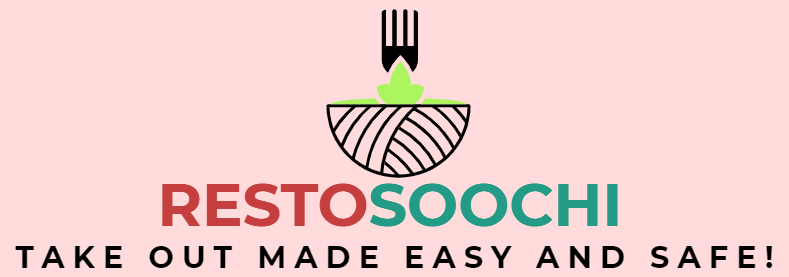 RESTOSOOCHI
TAKE OUT MADE EASY AND SAFE!